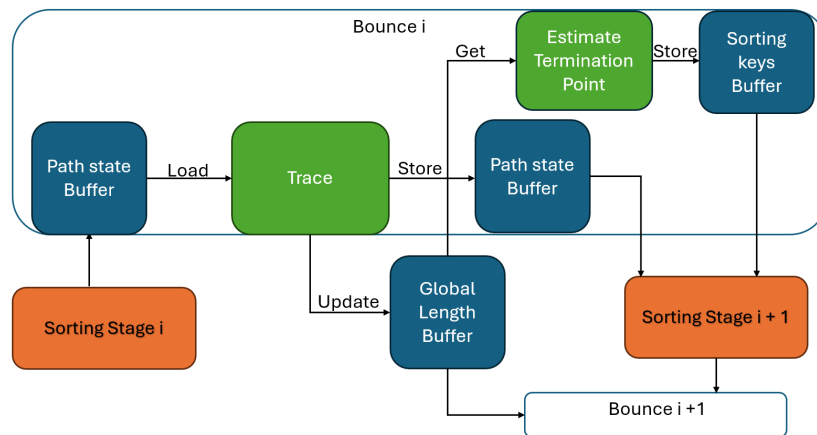 Bounce i
Get
Estimate
Termination
Point
Store
Sorting
keys
Buffer
Path state
Buffer
Load
Trace
Store
Path state
Buffer
Sorting Stage i
Update
Global
Length
Buffer
Sorting Stage i + 1
Bounce i +1